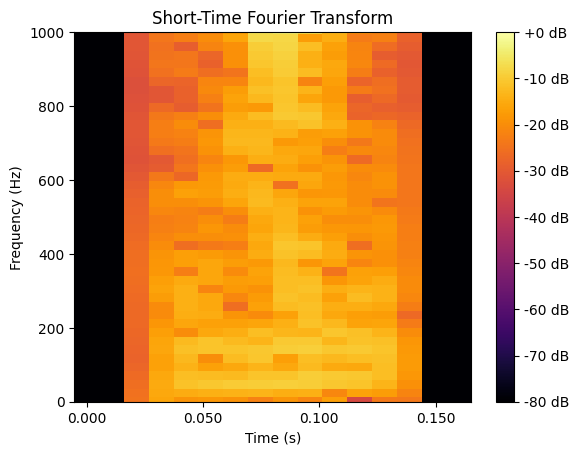 Short-Time Fourier Transform
1000
800
600
400
200
0
Frequency (Hz)
0.000
0.050
0.100
0.150
Time (s)
+0 dB
-10 dB
-20 dB
-30 dB
-40 dB
-50 dB
-60 dB
-70 dB
-80 dB